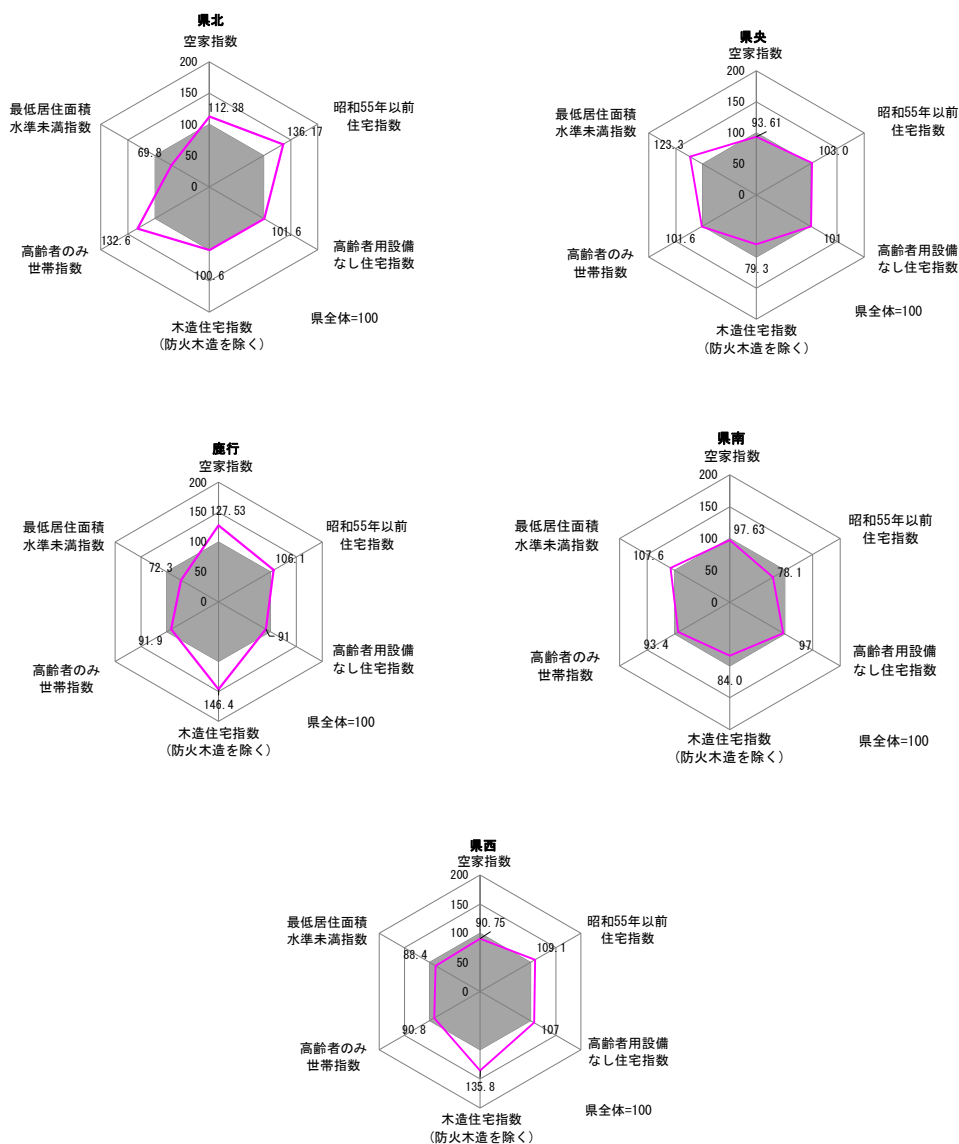 県北
空家指数
200
150
100
50
0
112.38
136.17
101.6
100.6
132.6
69.8
昭和55年以前
住宅指数
高齢者用設備
なし住宅指数
木造住宅指数
(防火木造を除く)
高齢者のみ
世帯指数
最低居住面積
水準未満指数
県全体=100
県央
空家指数
200
150
100
50
0
93.61
103.0
101
79.3
101.6
123.3
昭和55年以前
住宅指数
高齢者用設備
なし住宅指数
木造住宅指数
(防火木造を除く)
高齢者のみ
世帯指数
最低居住面積
水準未満指数
県全体=100
鹿行
空家指数
200
150
100
50
0
127.53
106.1
91
146.4
91.9
72.3
昭和55年以前
住宅指数
高齢者用設備
なし住宅指数
木造住宅指数
(防火木造を除く)
高齢者のみ
世帯指数
最低居住面積
水準未満指数
県全体=100
県南
空家指数
200
150
100
50
0
97.63
78.1
97
84.0
93.4
107.6
昭和55年以前
住宅指数
高齢者用設備
なし住宅指数
木造住宅指数
(防火木造を除く)
高齢者のみ
世帯指数
最低居住面積
水準未満指数
県全体=100
県西
空家指数
200
150
100
50
0
90.75
109.1
107
135.8
90.8
88.4
昭和55年以前
住宅指数
高齢者用設備
なし住宅指数
木造住宅指数
(防火木造を除く)
高齢者のみ
世帯指数
最低居住面積
水準未満指数
県全体=100